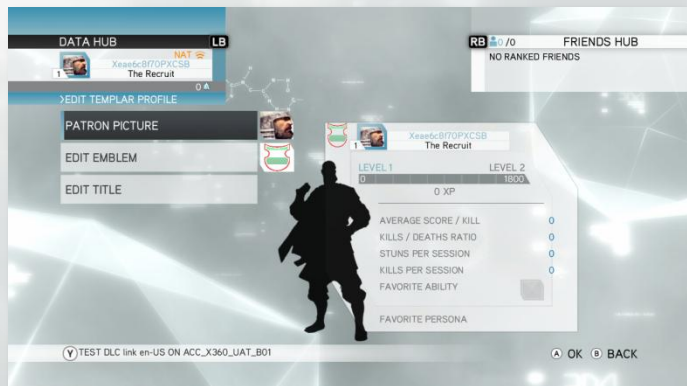 DATA HUB LB
NAT
Xeae6c8f70PXCSB
1 The Recruit
0
>EDIT TEMPLAR PROFILE
PATRON PICTURE
EDIT EMBLEM
EDIT TITLE
RB 0/0 FRIENDS HUB
NO RANKED FRIENDS
Xeae6c8f70PXCSB
1 The Recruit
LEVEL 1 LEVEL 2
0 1800
0 XP
AVERAGE SCORE / KILL 0
KILLS / DEATHS RATIO 0
STUNS PER SESSION 0
KILLS PER SESSION 0
FAVORITE ABILITY
FAVORITE PERSONA
Y TEST DLC link en-US ON ACC_X360_UAT_B01
A OK B BACK